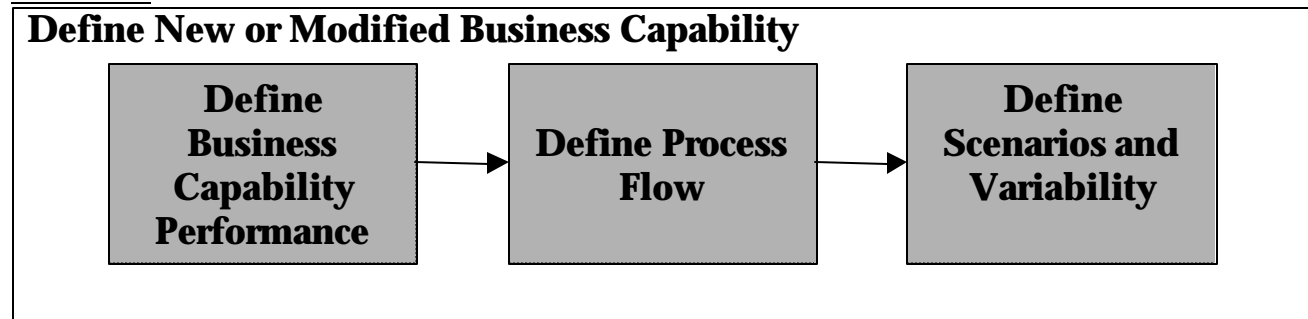 Define New or Modified Business Capability
Define
Business
Capability
Performance
Define Process
Flow
Define
Scenarios and
Variability